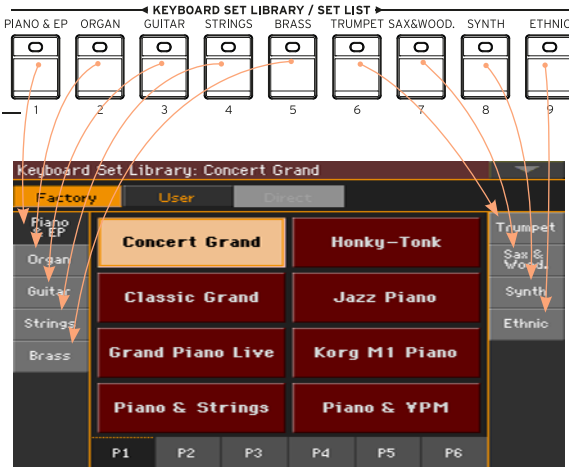 KEYBOARD SET LIBRARY / SET LIST
PIANO & EP ORGAN GUITAR STRINGS BRASS TRUMPET SAX&WOOD. SYNTH ETHNIC
1 2 3 4 5 6 7 8 9
Keyboard Set Library: Concert Grand
Factory User Direct
Piano & EP
Organ
Guitar
Strings
Brass
Concert Grand Honky-Tonk
Classic Grand Jazz Piano
Grand Piano Live Korg M1 Piano
Piano & Strings Piano & YPM
Trumpet
Sax & Wood.
Synth
Ethnic
P1 P2 P3 P4 P5 P6